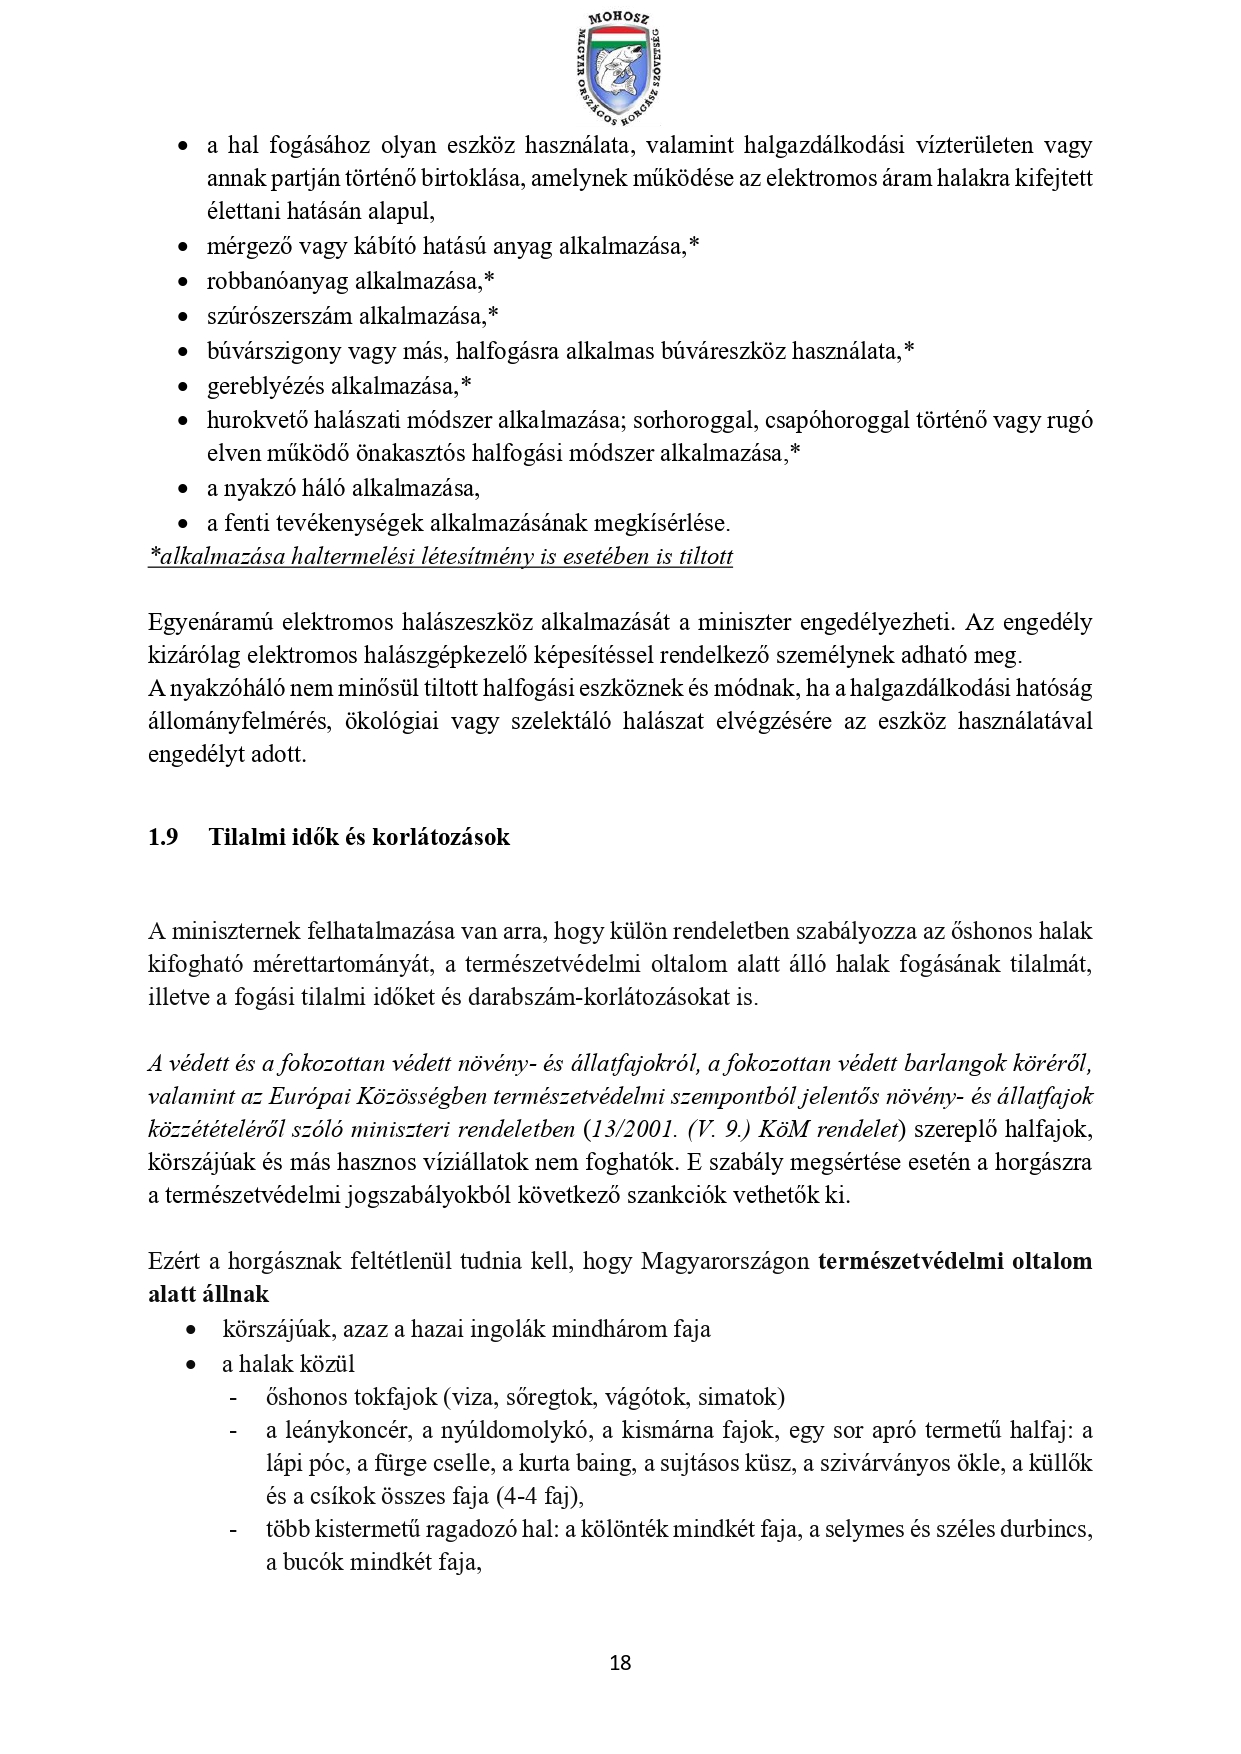 MOHOSZ
MAGYAR ORSZÁGOS HORGÁSZ SZÖVETSÉG
• a hal fogásához olyan eszköz használata, valamint halgazdálkodási vízterületen vagy
annak partján történő birtoklása, amelynek működése az elektromos áram halakra kifejtett
élettani hatásán alapul,
• mérgező vagy kábító hatású anyag alkalmazása,*
• robbanóanyag alkalmazása,*
• szúrószerszám alkalmazása,*
• búvárszigony vagy más, halfogásra alkalmas búváreszköz használata,*
• gereblyézés alkalmazása,*
• hurokvető halászati módszer alkalmazása; sorhoroggal, csapóhoroggal történő vagy rugó
elven működő önakasztós halfogási módszer alkalmazása,*
• a nyakzó háló alkalmazása,
• a fenti tevékenységek alkalmazásának megkísérlése.
*alkalmazása haltermelési létesítmény is esetében is tiltott
Egyenáramú elektromos halászeszköz alkalmazását a miniszter engedélyezheti. Az engedély
kizárólag elektromos halászgépkezelő képesítéssel rendelkező személynek adható meg.
A nyakzóháló nem minősül tiltott halfogási eszköznek és módnak, ha a halgazdálkodási hatóság
állományfelmérés, ökológiai vagy szelektáló halászat elvégzésére az eszköz használatával
engedélyt adott.
1.9 Tilalmi idők és korlátozások
A miniszternek felhatalmazása van arra, hogy külön rendeletben szabályozza az őshonos halak
kifogható mérettartományát, a természetvédelmi oltalom alatt álló halak fogásának tilalmát,
illetve a fogási tilalmi időket és darabszám-korlátozásokat is.
A védett és a fokozottan védett növény- és állatfajokról, a fokozottan védett barlangok köréről,
valamint az Európai Közösségben természetvédelmi szempontból jelentős növény- és állatfajok
közzétételéről szóló miniszteri rendeletben (13/2001. (V. 9.) KöM rendelet) szereplő halfajok,
körszájúak és más hasznos víziállatok nem foghatók. E szabály megsértése esetén a horgászra
a természetvédelmi jogszabályokból következő szankciók vethetők ki.
Ezért a horgásznak feltétlenül tudnia kell, hogy Magyarországon természetvédelmi oltalom
alatt állnak
• körszájúak, azaz a hazai ingolák mindhárom faja
• a halak közül
- őshonos tokfajok (viza, sőregtok, vágótok, simatok)
- a leánykoncér, a nyúldomolykó, a kismárna fajok, egy sor apró termetű halfaj: a
lápi póc, a fürge cselle, a kurta baing, a sujtásos küsz, a szivárványos ökle, a küllők
és a csíkok összes faja (4-4 faj),
- több kistermetű ragadozó hal: a kölönték mindkét faja, a selymes és széles durbincs,
a bucók mindkét faja,
18